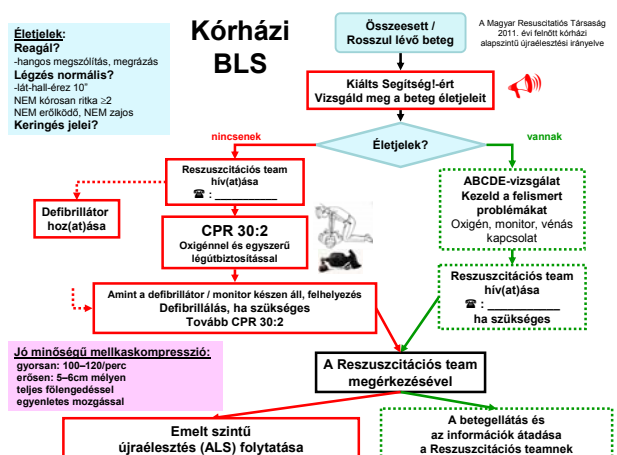 Kórházi
BLS
Életjelek:
Reagál?
-hangos megszólítás, megrázás
Légzés normális?
-lát-hall-érez 10"
NEM kórosan ritka ≥2
NEM erőlködő, NEM zajos
Keringés jelei?
Összeesett /
Rosszul lévő beteg
A Magyar Resuscitatiós Társaság
2011. évi felnőtt kórházi
alapszintű újraélesztési irányelve
Kiálts Segítség!-ért
Vizsgáld meg a beteg életjeleit
Életjelek?
nincsenek
vannak
Reszuszcitációs team
hív(at)ása
☎ : ___________
Defibrillátor
hoz(at)ása
CPR 30:2
Oxigénnel és egyszerű
légútbiztosítással
Amint a defibrillátor / monitor készen áll, felhelyezés
Defibrillálás, ha szükséges
Tovább CPR 30:2
ABCDE-vizsgálat
Kezeld a felismert
problémákat
Oxigén, monitor, vénás
kapcsolat
Reszuszcitációs team
hív(at)ása
☎ : ______________
ha szükséges
Jó minőségű mellkaskompresszió:
gyorsan: 100–120/perc
erősen: 5–6cm mélyen
teljes fölengedéssel
egyenletes mozgással
A Reszuszcitációs team
megérkezésével
Emelt szintű
újraélesztés (ALS) folytatása
A betegellátás és
az információk átadása
a Reszuszcitációs teamnek